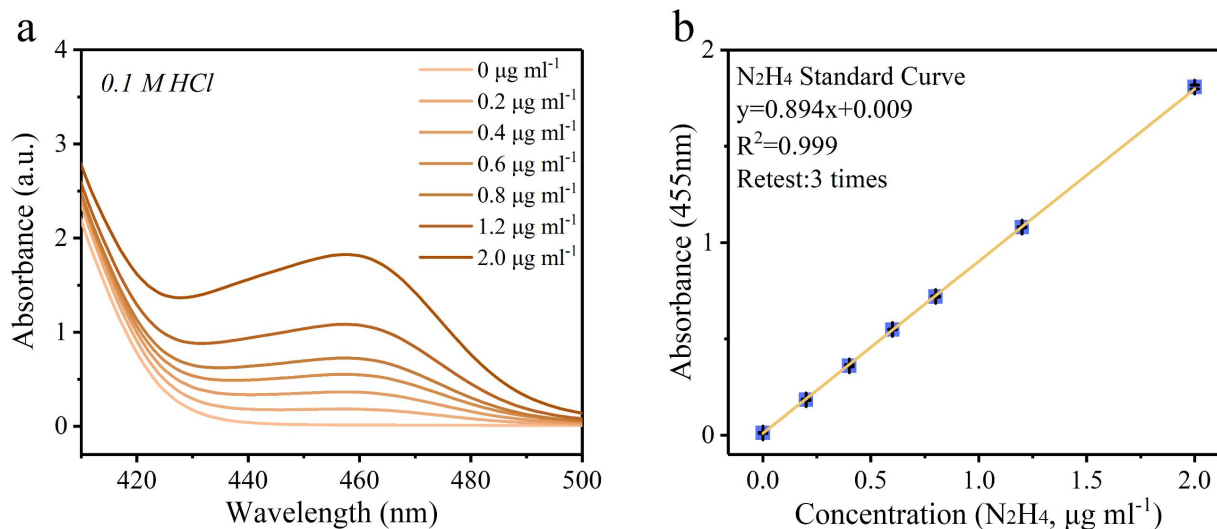 a
0.1 M HCl
0 μg ml⁻¹
0.2 μg ml⁻¹
0.4 μg ml⁻¹
0.6 μg ml⁻¹
0.8 μg ml⁻¹
1.2 μg ml⁻¹
2.0 μg ml⁻¹
4
3
2
1
0
Absorbance (a.u.)
420
440
460
480
500
Wavelength (nm)
b
N₂H₄ Standard Curve
y=0.894x+0.009
R²=0.999
Retest:3 times
2
1
0
Absorbance (455nm)
0.0
0.5
1.0
1.5
2.0
Concentration (N₂H₄, μg ml⁻¹)